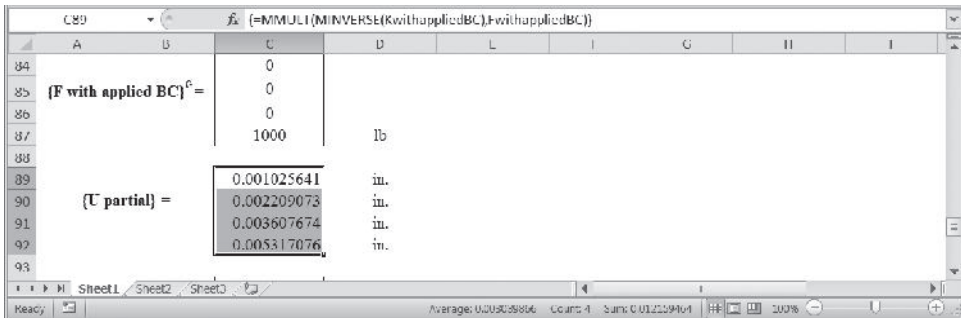 C89 fx {=MMULT(MINVERSE(KwithappliedBC),FwithappliedBC)}
A B C D E F G H I
84 0
85 {F with applied BC}^G = 0
86 0
87 1000 lb
88
89 0.001025641 in.
90 {U partial} = 0.002209073 in.
91 0.003607674 in.
92 0.005317076 in.
93
Sheet1 Sheet2 Sheet3
Ready Average: 0.003039866 Count: 4 Sum: 0.012159464 100%